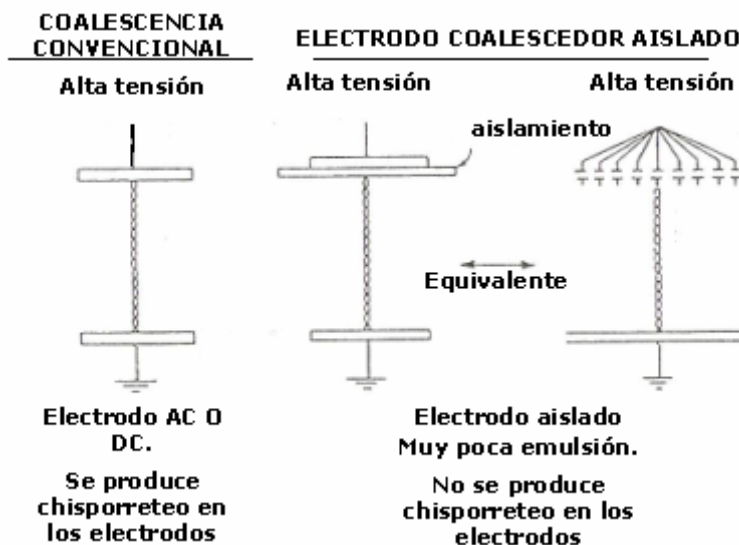 COALESCENCIA
CONVENCIONAL
Alta tensión
Electrodo AC O
DC.
Se produce
chisporreteo en
los electrodos
ELECTRODO COALESCEDOR AISLADO
Alta tensión
Alta tensión
aislamiento
Equivalente
Electrodo aislado
Muy poca emulsión.
No se produce
chisporreteo en los
electrodos